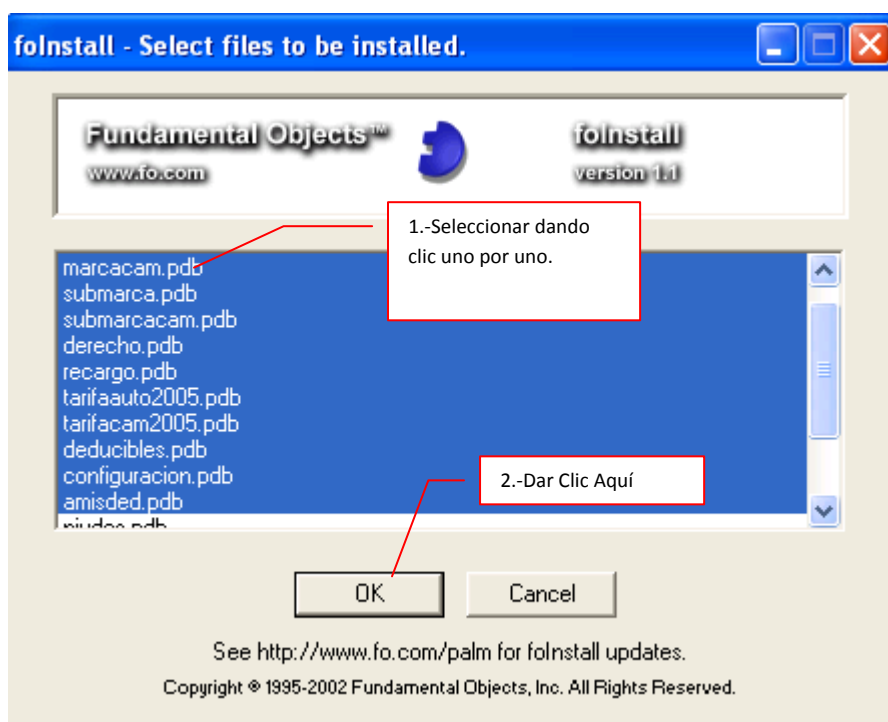 foInstall - Select files to be installed.
Fundamental Objects™
foInstall
www.fo.com
version 1.1
1.-Seleccionar dando
clic uno por uno.
marcacam.pdb
submarca.pdb
submarcacam.pdb
derecho.pdb
recargo.pdb
tarifaauto2005.pdb
tarifacam2005.pdb
deducibles.pdb
configuracion.pdb
amisded.pdb
2.-Dar Clic Aquí
OK
Cancel
See http://www.fo.com/palm for foInstall updates.
Copyright © 1995-2002 Fundamental Objects, Inc. All Rights Reserved.